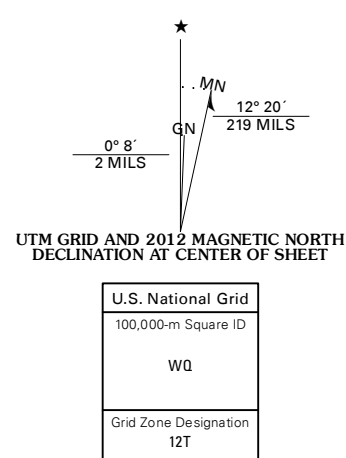 ★
MN
12° 20´
219 MILS
GN
0° 8´
2 MILS
UTM GRID AND 2012 MAGNETIC NORTH
DECLINATION AT CENTER OF SHEET
U.S. National Grid
100,000-m Square ID
WQ
Grid Zone Designation
12T